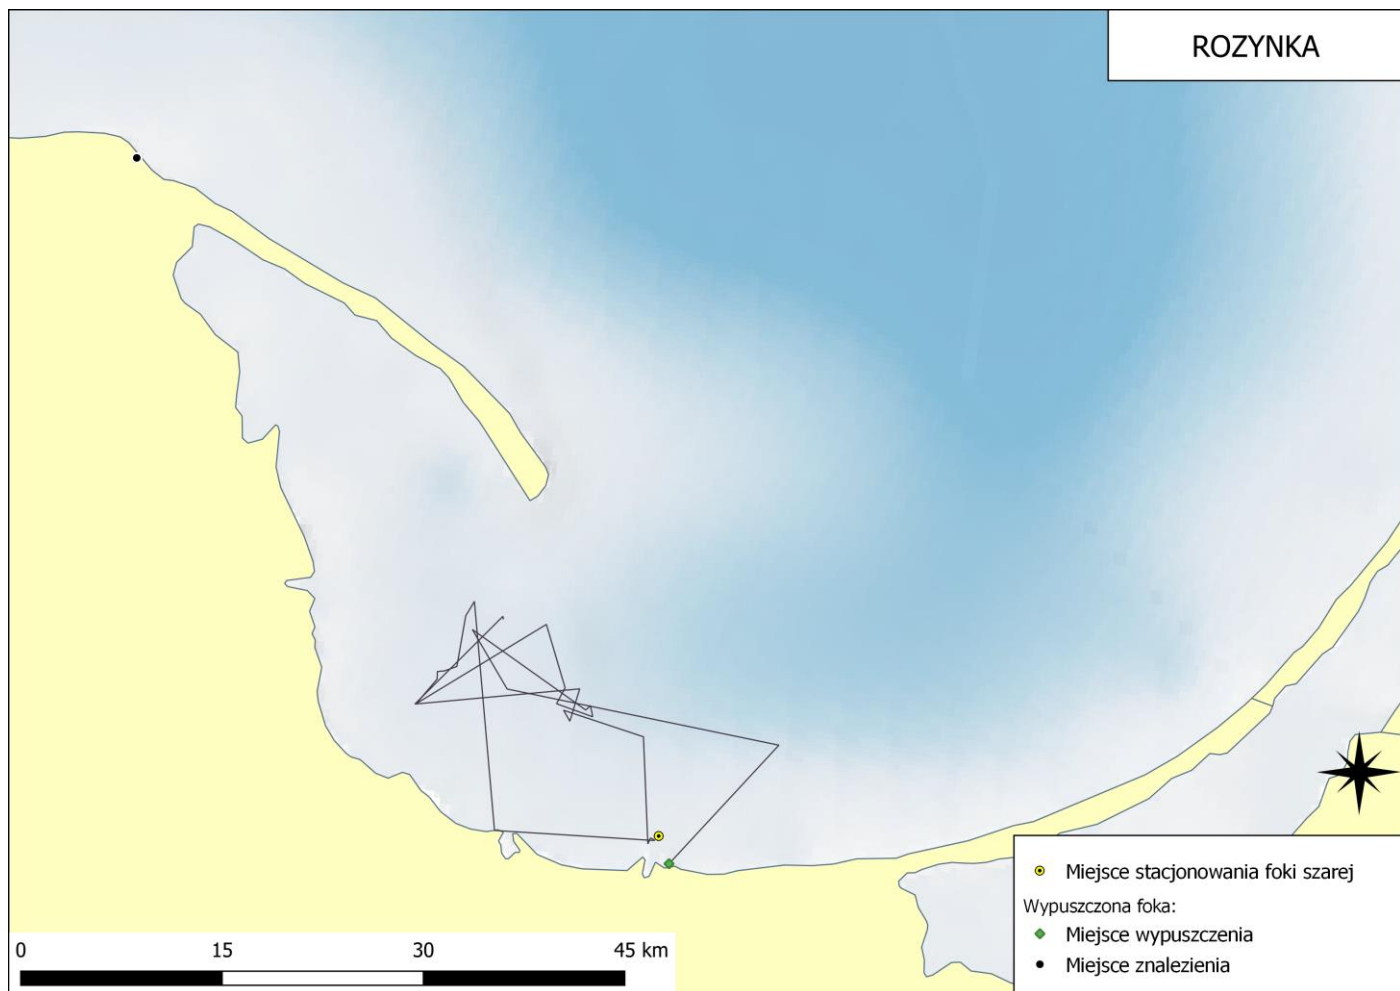 ROZYNKA
Miejsce stacjonowania foki szarej
Wypuszczona foka:
Miejsce wypuszczenia
Miejsce znalezienia
0 15 30 45 km